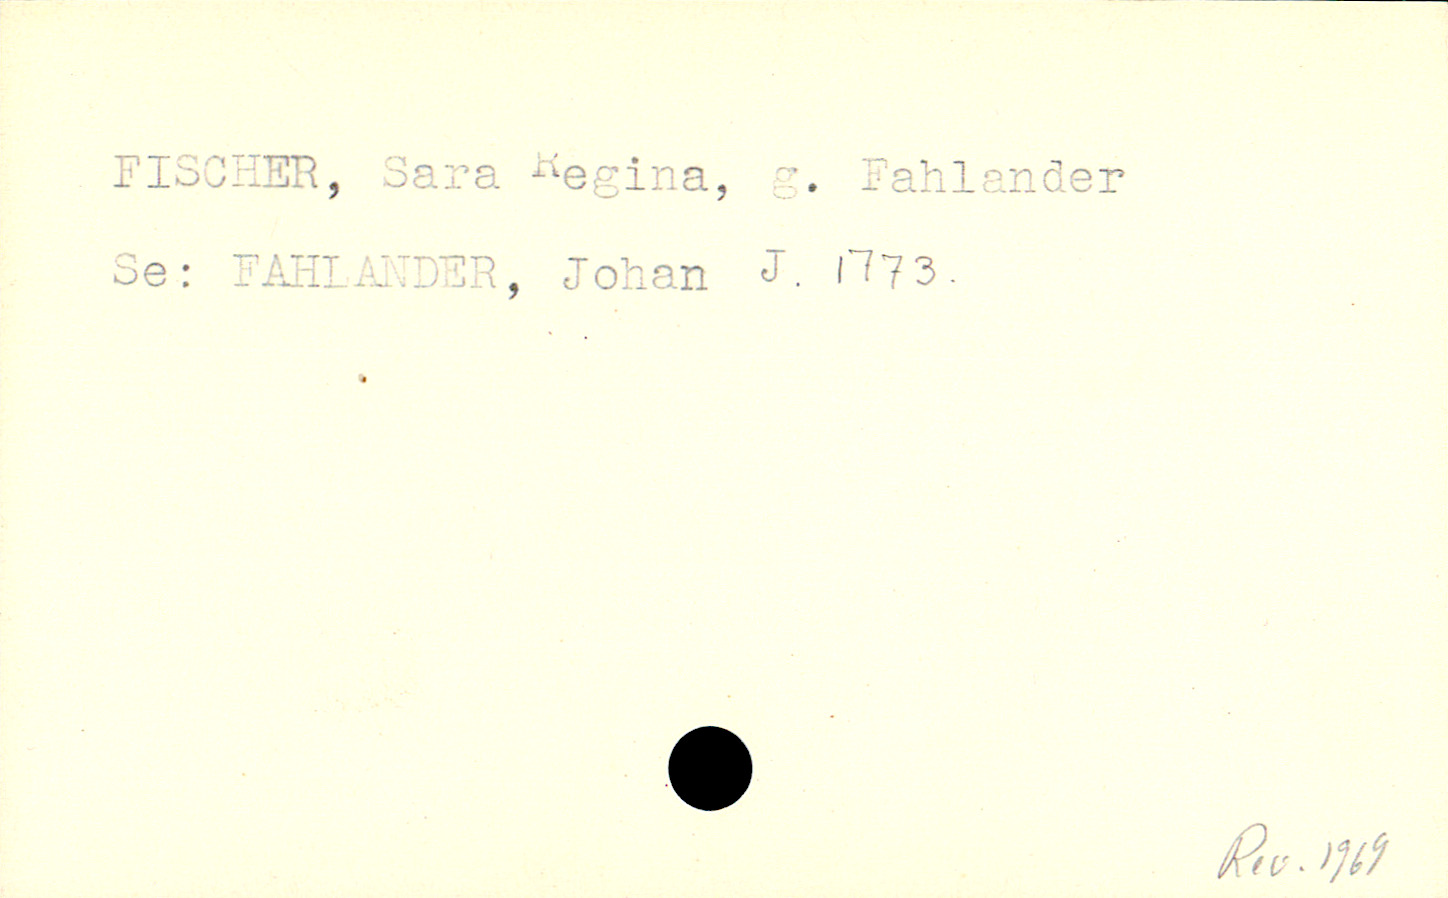 FISCHER, Sara Regina, g. Fahlander
Se: FAHLANDER, Johan J. 1773.
Rev. 1969